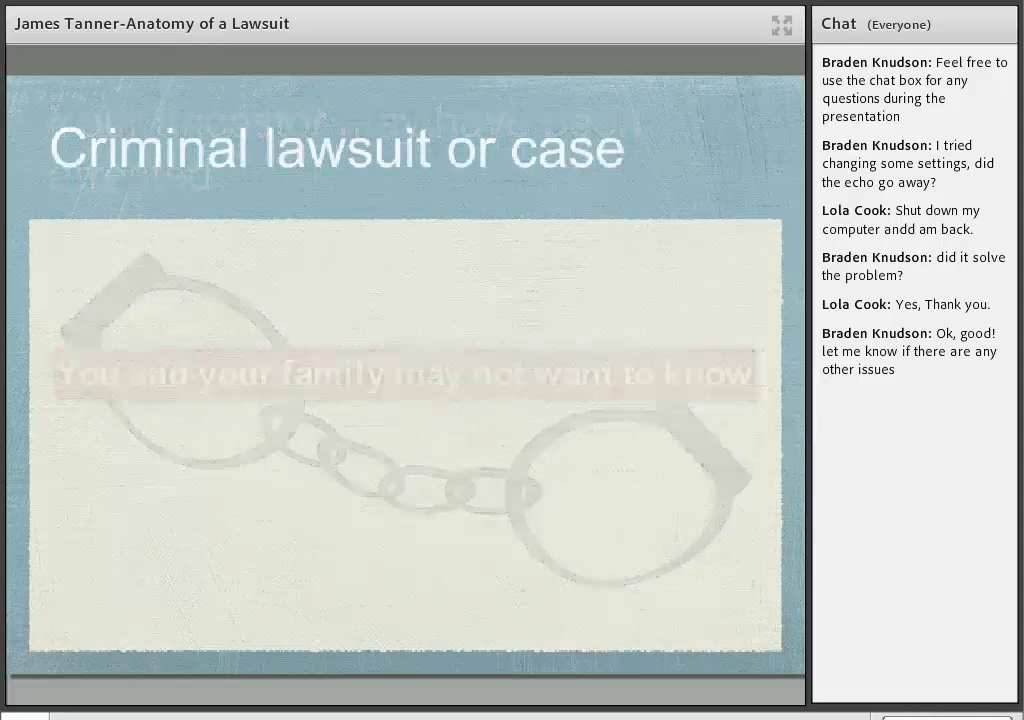 James Tanner-Anatomy of a Lawsuit
Criminal lawsuit or case
You and your family may not want to know
Chat (Everyone)
Braden Knudson: Feel free to
use the chat box for any
questions during the
presentation
Braden Knudson: I tried
changing some settings, did
the echo go away?
Lola Cook: Shut down my
computer andd am back.
Braden Knudson: did it solve
the problem?
Lola Cook: Yes, Thank you.
Braden Knudson: Ok, good!
let me know if there are any
other issues